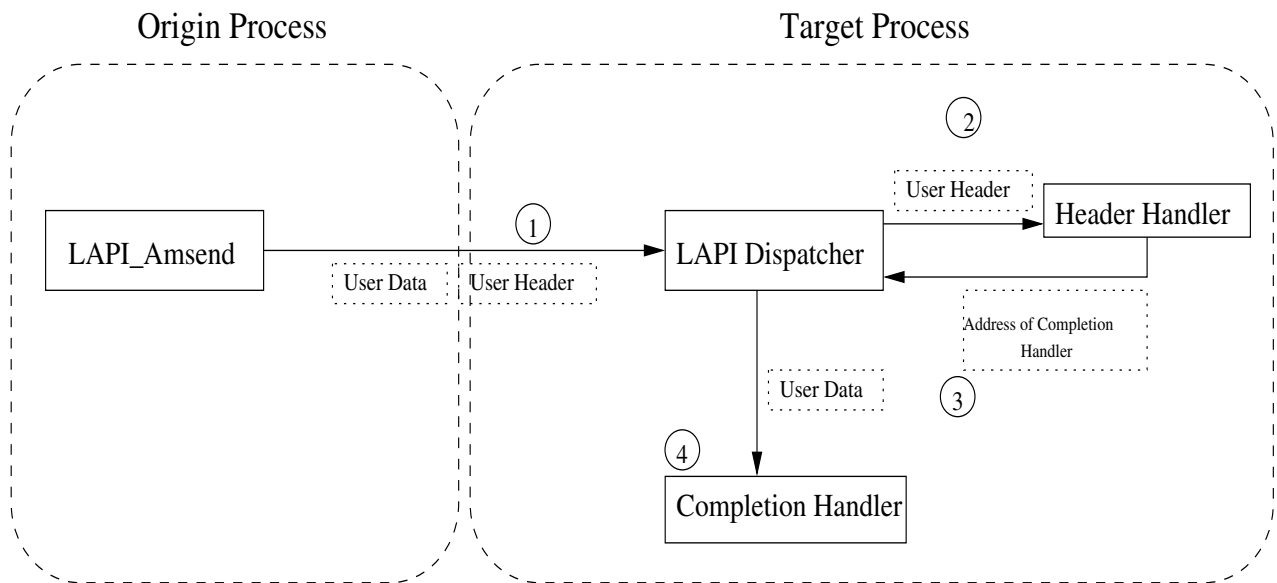 Origin Process
Target Process
2
User Header
Header Handler
1
LAPI_Amsend
LAPI Dispatcher
User Data
User Header
Address of Completion
Handler
User Data
3
4
Completion Handler